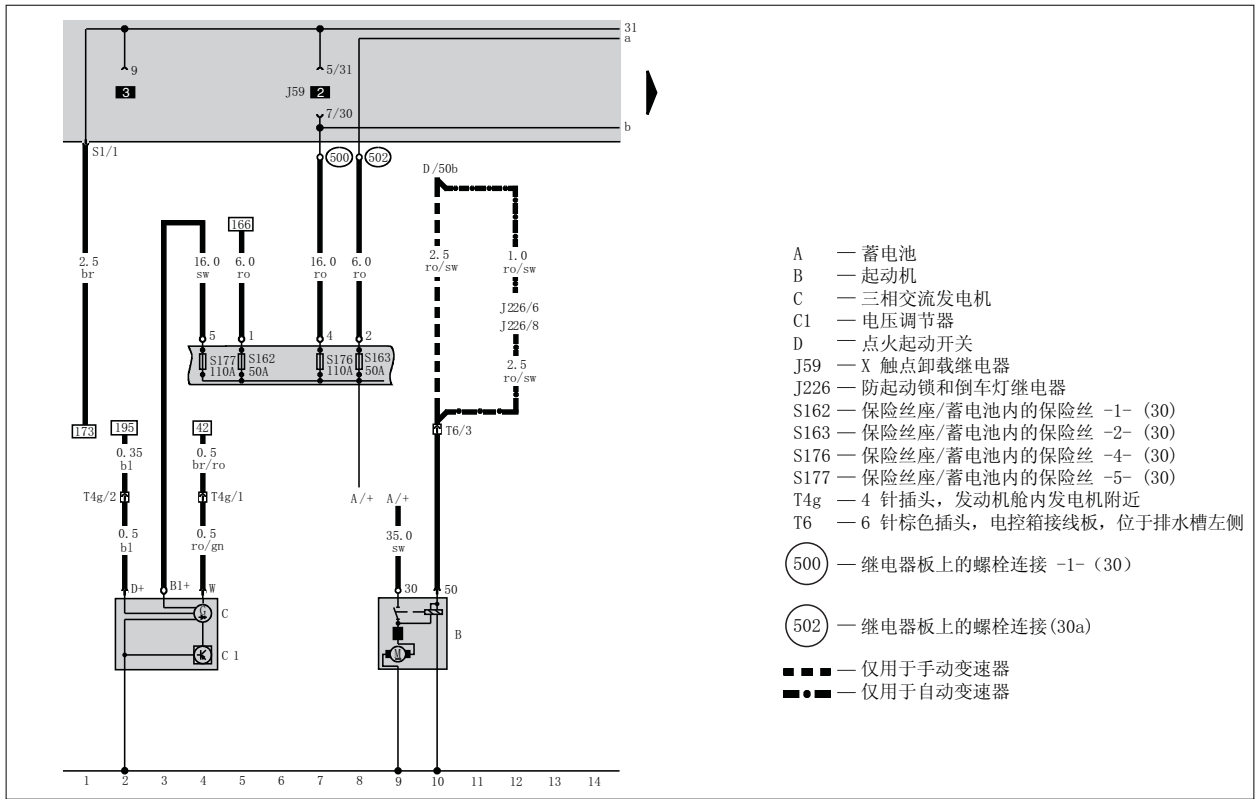 31
a
9
5/31
3
J59
2
7/30
b
S1/1
500
502
D/50b
166
2.5
br
16.0
sw
6.0
ro
16.0
ro
6.0
ro
2.5
ro/sw
1.0
ro/sw
J226/6
J226/8
5
1
4
2
S177
110A
S162
50A
S176
110A
S163
50A
2.5
ro/sw
173
195
42
T6/3
0.35
bl
0.5
br/ro
T4g/2
T4g/1
A/+
A/+
0.5
bl
0.5
ro/gn
35.0
sw
D+
B1+
W
30
50
G
C
C1
M
B
1 2 3 4 5 6 7 8 9 10 11 12 13 14
A — 蓄电池
B — 起动机
C — 三相交流发电机
C1 — 电压调节器
D — 点火起动开关
J59 — X 触点卸载继电器
J226 — 防起动锁和倒车灯继电器
S162 — 保险丝座/蓄电池内的保险丝 -1- (30)
S163 — 保险丝座/蓄电池内的保险丝 -2- (30)
S176 — 保险丝座/蓄电池内的保险丝 -4- (30)
S177 — 保险丝座/蓄电池内的保险丝 -5- (30)
T4g — 4 针插头，发动机舱内发电机附近
T6 — 6 针棕色插头，电控箱接线板，位于排水槽左侧
500 — 继电器板上的螺栓连接 -1-（30）
502 — 继电器板上的螺栓连接(30a)
— 仅用于手动变速器
— 仅用于自动变速器